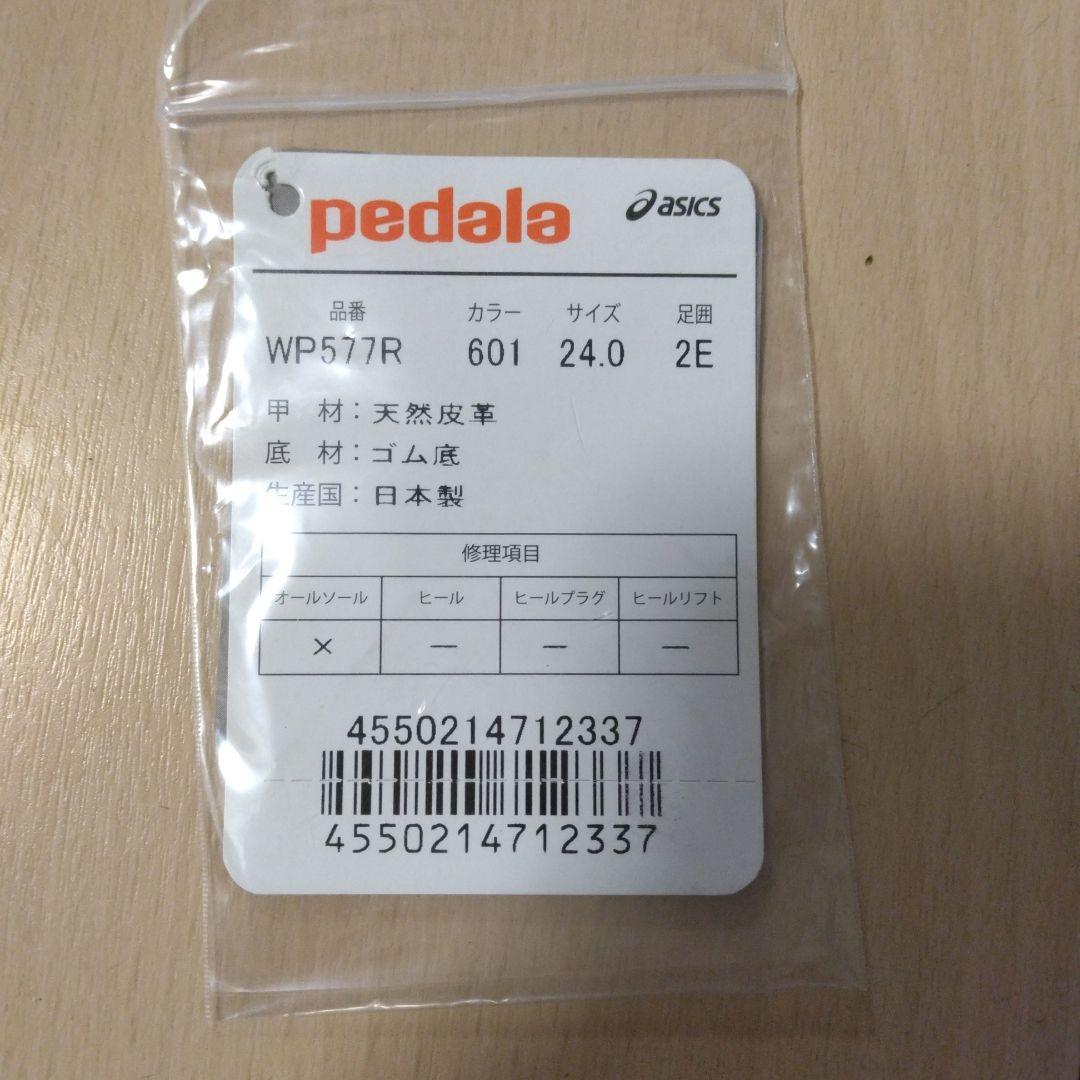 pedala asics
品番 カラー サイズ 足囲
WP577R 601 24.0 2E
甲 材：天然皮革
底 材：ゴム底
生産国：日本製
修理項目
オールソール ヒール ヒールプラグ ヒールリフト
× — — —
4550214712337
4550214712337